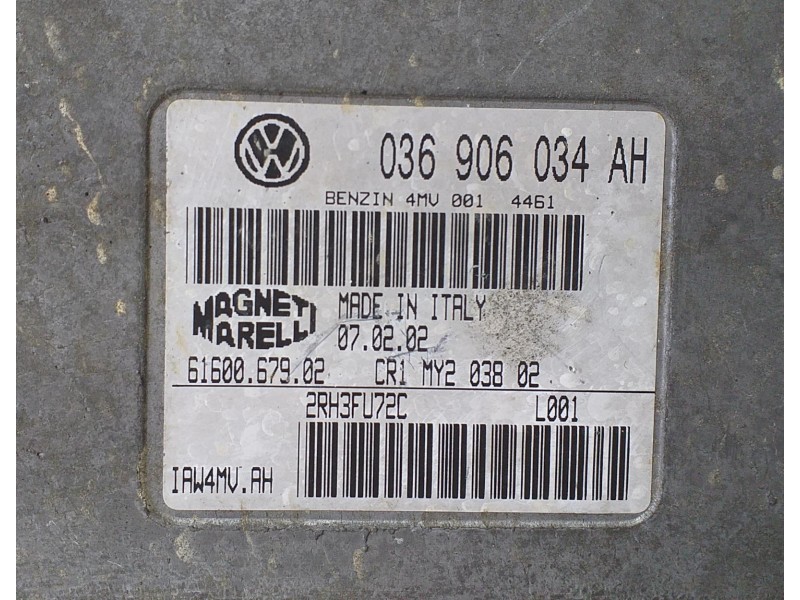 036 906 034 AH
BENZIN 4MV 001 4461
MAGNETI MARELLI
MADE IN ITALY
07.02.02
61600.679.02 CR1 MY2 038 02
2RH3FU72C L001
IAW4MV.AH